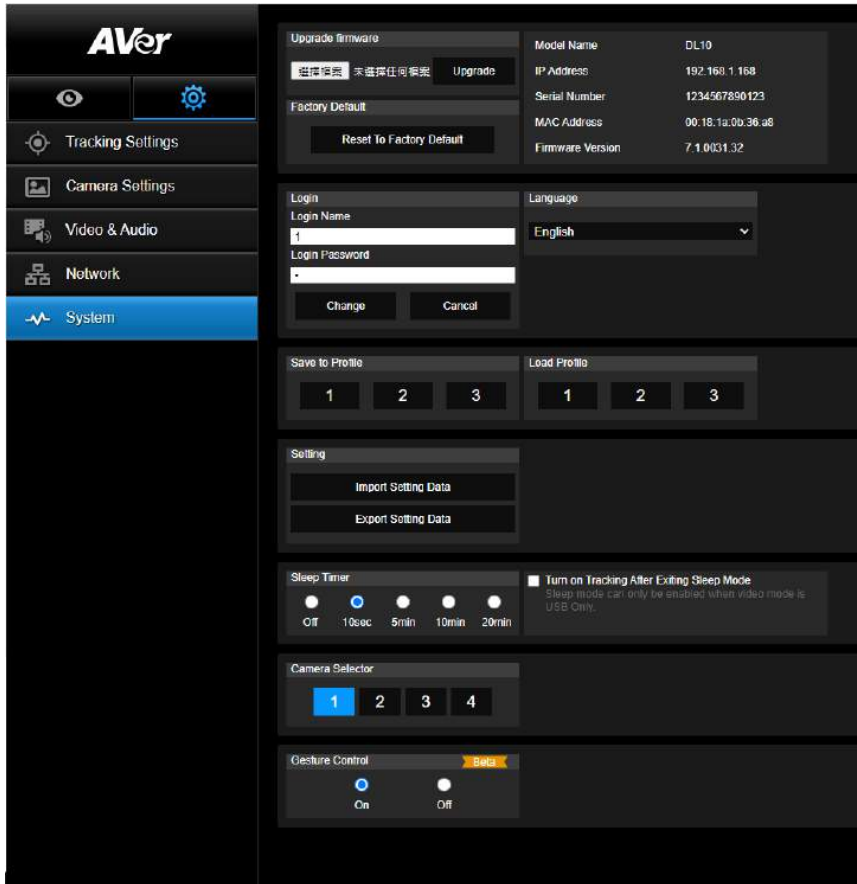 AVer
Tracking Settings
Camera Settings
Video & Audio
Network
System
Upgrade firmware
選擇檔案 未選擇任何檔案 Upgrade
Factory Default
Reset To Factory Default
Model Name DL10
IP Address 192.168.1.168
Serial Number 1234567890123
MAC Address 00:18:1a:0b:36:a8
Firmware Version 7.1.0031.32
Login
Login Name
1
Login Password
Change Cancel
Language
English
Save to Profile
1 2 3
Load Profile
1 2 3
Setting
Import Setting Data
Export Setting Data
Sleep Timer
Off 10sec 5min 10min 20min
Turn on Tracking After Exiting Sleep Mode
Sleep mode can only be enabled when video mode is
USB Only.
Camera Selector
1 2 3 4
Gesture Control Beta
On Off